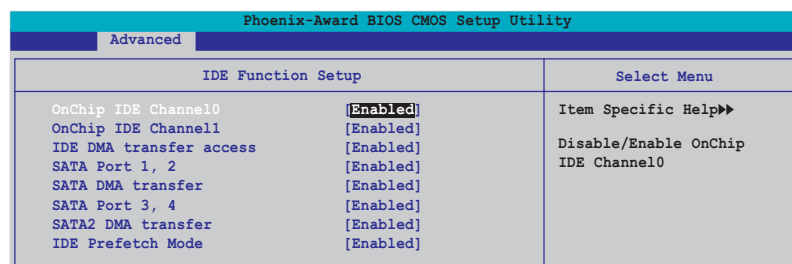 Phoenix-Award BIOS CMOS Setup Utility
Advanced
IDE Function Setup
Select Menu
OnChip IDE Channel0 [Enabled]
OnChip IDE Channel1 [Enabled]
IDE DMA transfer access [Enabled]
SATA Port 1, 2 [Enabled]
SATA DMA transfer [Enabled]
SATA Port 3, 4 [Enabled]
SATA2 DMA transfer [Enabled]
IDE Prefetch Mode [Enabled]
Item Specific Help▶▶
Disable/Enable OnChip
IDE Channel0